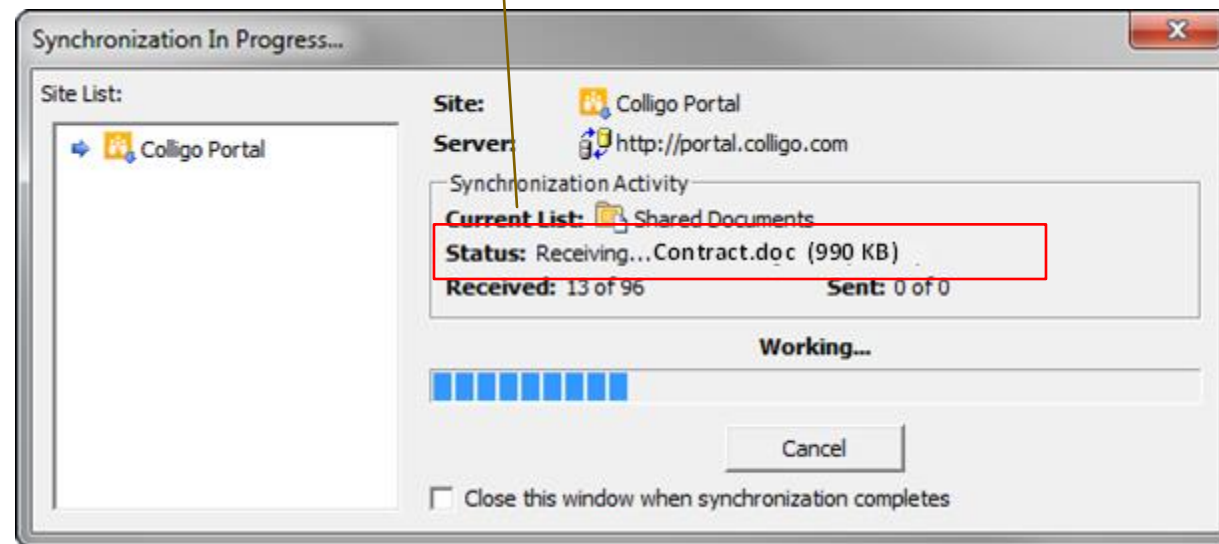 Synchronization In Progress...
Site List:
Colligo Portal
Site: Colligo Portal
Server: http://portal.colligo.com
Synchronization Activity
Current List: Shared Documents
Status: Receiving...Contract.doc (990 KB)
Received: 13 of 96 Sent: 0 of 0
Working...
Cancel
Close this window when synchronization completes